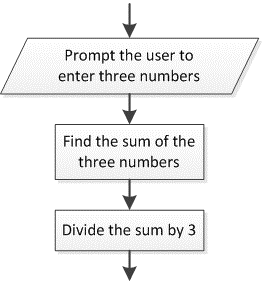 Prompt the user to
enter three numbers
Find the sum of the
three numbers
Divide the sum by 3